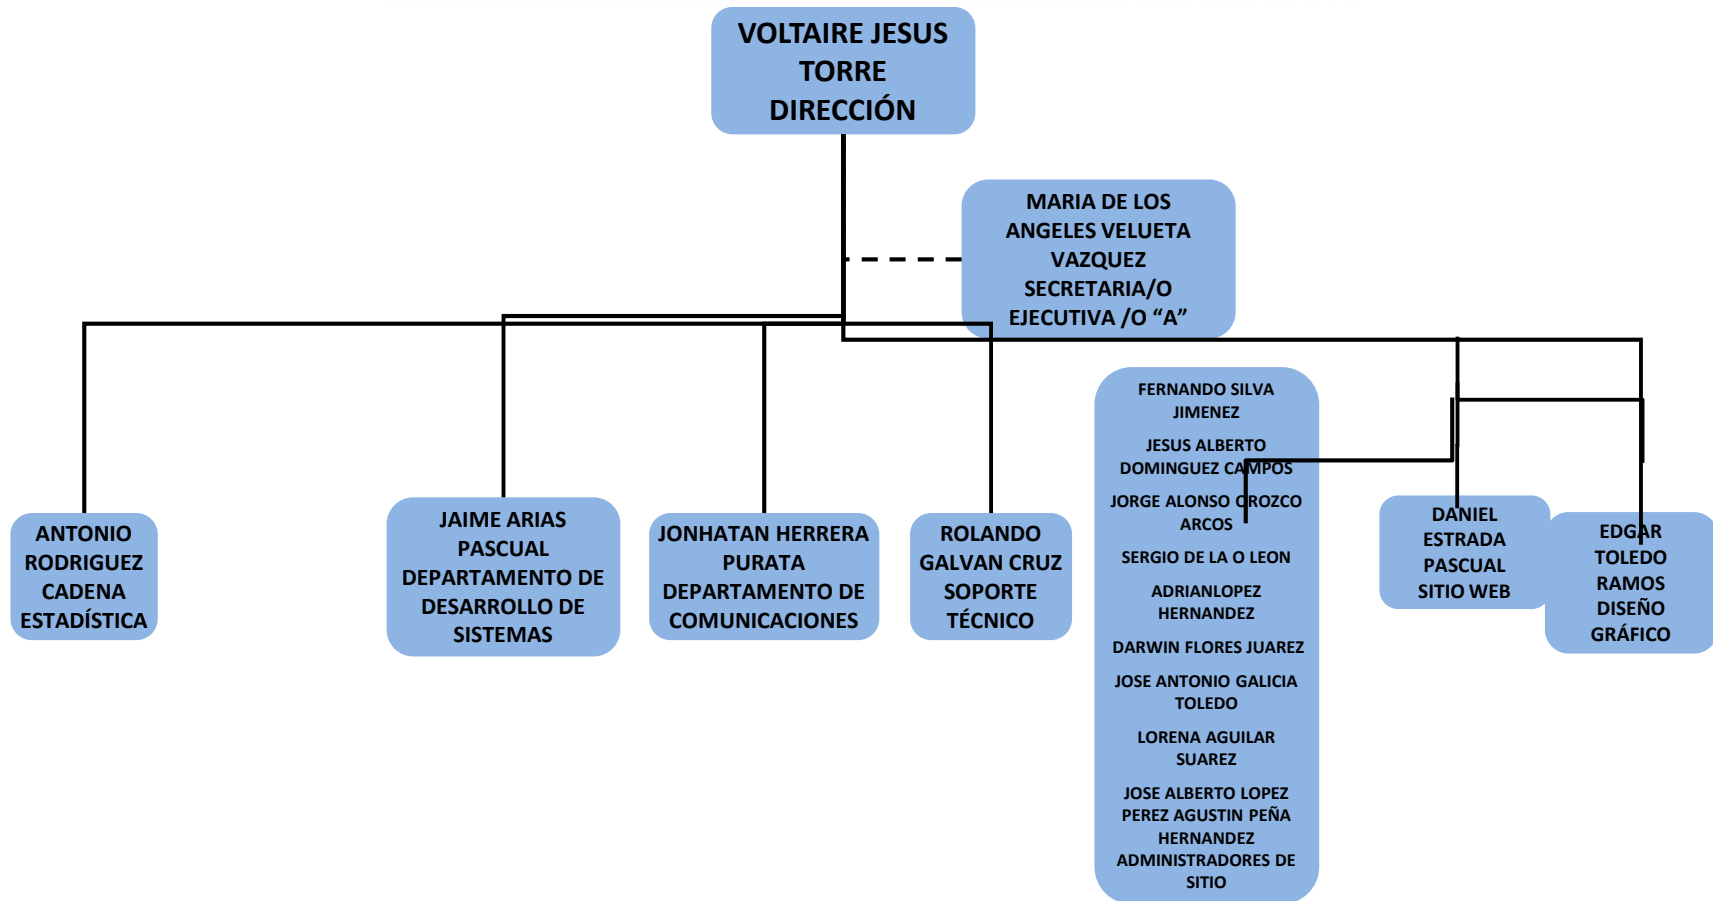 VOLTAIRE JESUS
TORRE
DIRECCIÓN
MARIA DE LOS
ANGELES VELUETA
VAZQUEZ
SECRETARIA/O
EJECUTIVA /O “A”
ANTONIO
RODRIGUEZ
CADENA
ESTADÍSTICA
JAIME ARIAS
PASCUAL
DEPARTAMENTO DE
DESARROLLO DE
SISTEMAS
JONHATAN HERRERA
PURATA
DEPARTAMENTO DE
COMUNICACIONES
ROLANDO
GALVAN CRUZ
SOPORTE
TÉCNICO
FERNANDO SILVA
JIMENEZ
JESUS ALBERTO
DOMINGUEZ CAMPOS
JORGE ALONSO OROZCO
ARCOS
SERGIO DE LA O LEON
ADRIANLOPEZ
HERNANDEZ
DARWIN FLORES JUAREZ
JOSE ANTONIO GALICIA
TOLEDO
LORENA AGUILAR
SUAREZ
JOSE ALBERTO LOPEZ
PEREZ AGUSTIN PEÑA
HERNANDEZ
ADMINISTRADORES DE
SITIO
DANIEL
ESTRADA
PASCUAL
SITIO WEB
EDGAR
TOLEDO
RAMOS
DISEÑO
GRÁFICO